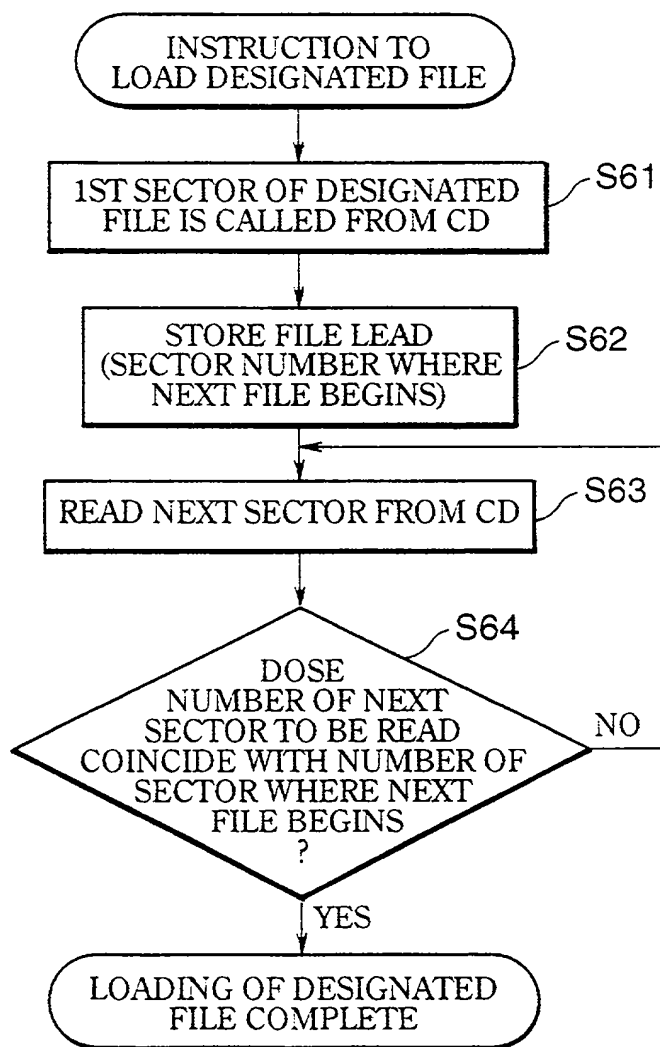 INSTRUCTION TO
LOAD DESIGNATED FILE
1ST SECTOR OF DESIGNATED
FILE IS CALLED FROM CD
S61
STORE FILE LEAD
(SECTOR NUMBER WHERE
NEXT FILE BEGINS)
S62
READ NEXT SECTOR FROM CD
S63
S64
DOSE
NUMBER OF NEXT
SECTOR TO BE READ
COINCIDE WITH NUMBER OF
SECTOR WHERE NEXT
FILE BEGINS
?
NO
YES
LOADING OF DESIGNATED
FILE COMPLETE